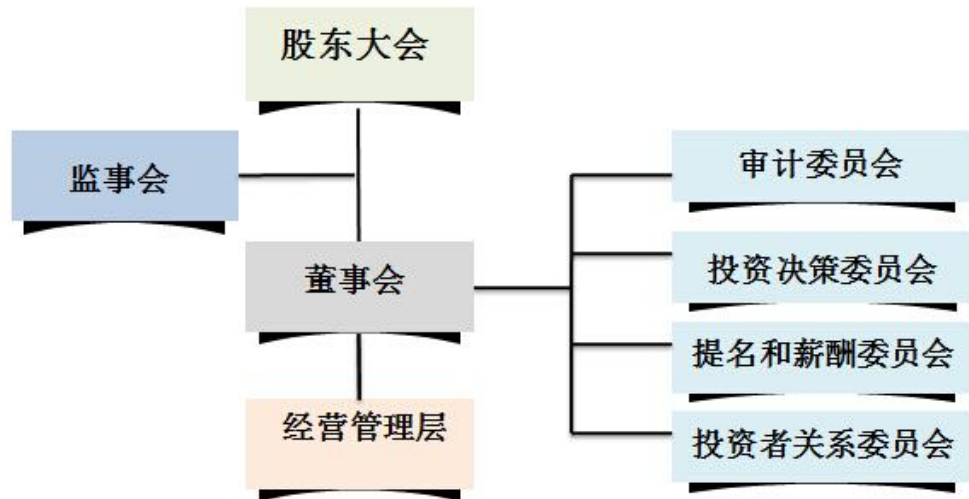 股东大会
监事会
董事会
经营管理层
审计委员会
投资决策委员会
提名和薪酬委员会
投资者关系委员会